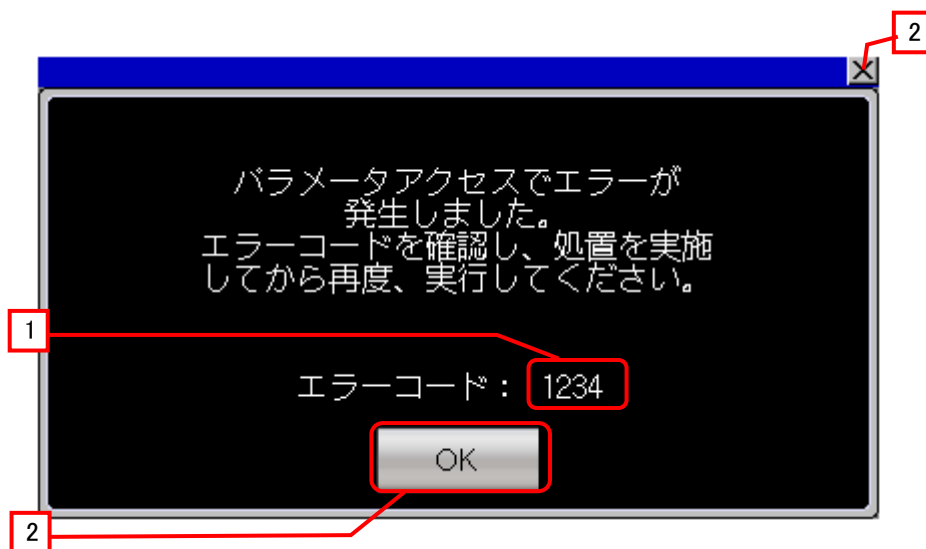 2
パラメータアクセスでエラーが
発生しました。
エラーコードを確認し、処置を実施
してから再度、実行してください。
1
エラーコード： 1234
OK
2